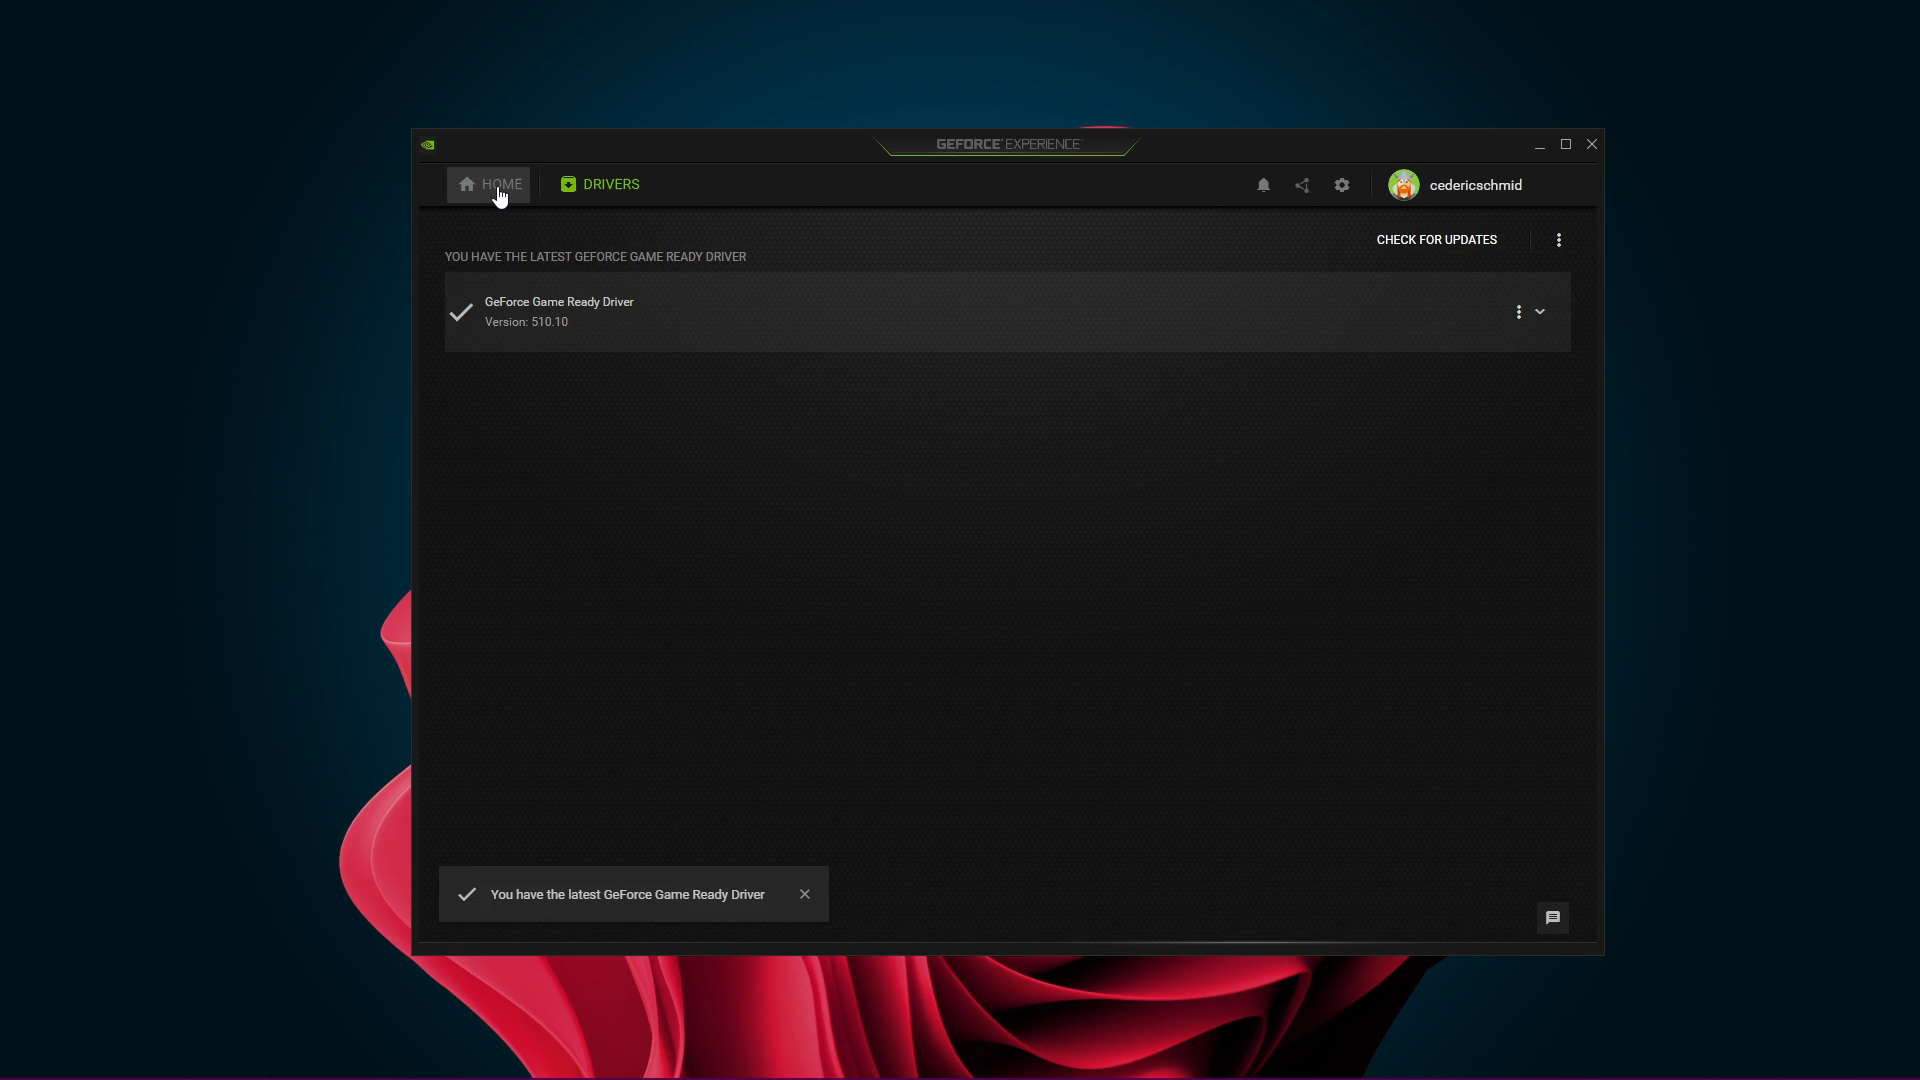 GEFORCE EXPERIENCE
HOME
DRIVERS
cedericschmid
CHECK FOR UPDATES
YOU HAVE THE LATEST GEFORCE GAME READY DRIVER
GeForce Game Ready Driver
Version: 510.10
You have the latest GeForce Game Ready Driver